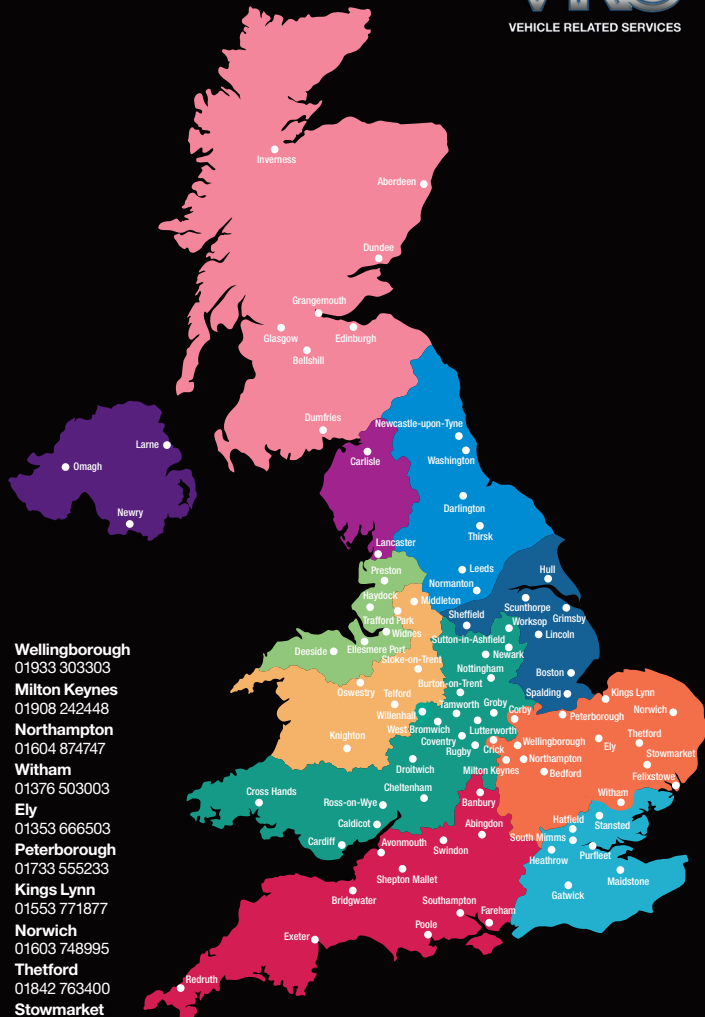 VEHICLE RELATED SERVICES
Inverness
Aberdeen
Dundee
Grangemouth
Glasgow
Edinburgh
Bellshill
Dumfries
Newcastle-upon-Tyne
Larne
Carlisle
Washington
Omagh
Darlington
Newry
Thirsk
Lancaster
Leeds
Hull
Preston
Normanton
Haydock
Middleton
Scunthorpe
Trafford Park
Sheffield
Grimsby
Worksop
Widnes
Sutton-in-Ashfield
Lincoln
Deeside
Ellesmere Port
Newark
Stoke-on-Trent
Nottingham
Boston
Oswestry
Burton-on-Trent
Spalding
Kings Lynn
Telford
Tamworth
Groby
Corby
Norwich
Willenhall
Peterborough
West Bromwich
Lutterworth
Thetford
Knighton
Coventry
Wellingborough
Ely
Rugby
Crick
Stowmarket
Droitwich
Northampton
Milton Keynes
Bedford
Felixstowe
Cross Hands
Cheltenham
Witham
Ross-on-Wye
Banbury
Hatfield
Stansted
Caldicot
Abingdon
South Mimms
Cardiff
Avonmouth
Swindon
Purfleet
Heathrow
Shepton Mallet
Maidstone
Gatwick
Bridgwater
Southampton
Fareham
Poole
Exeter
Redruth
Wellingborough
01933 303303
Milton Keynes
01908 242448
Northampton
01604 874747
Witham
01376 503003
Ely
01353 666503
Peterborough
01733 555233
Kings Lynn
01553 771877
Norwich
01603 748995
Thetford
01842 763400
Stowmarket